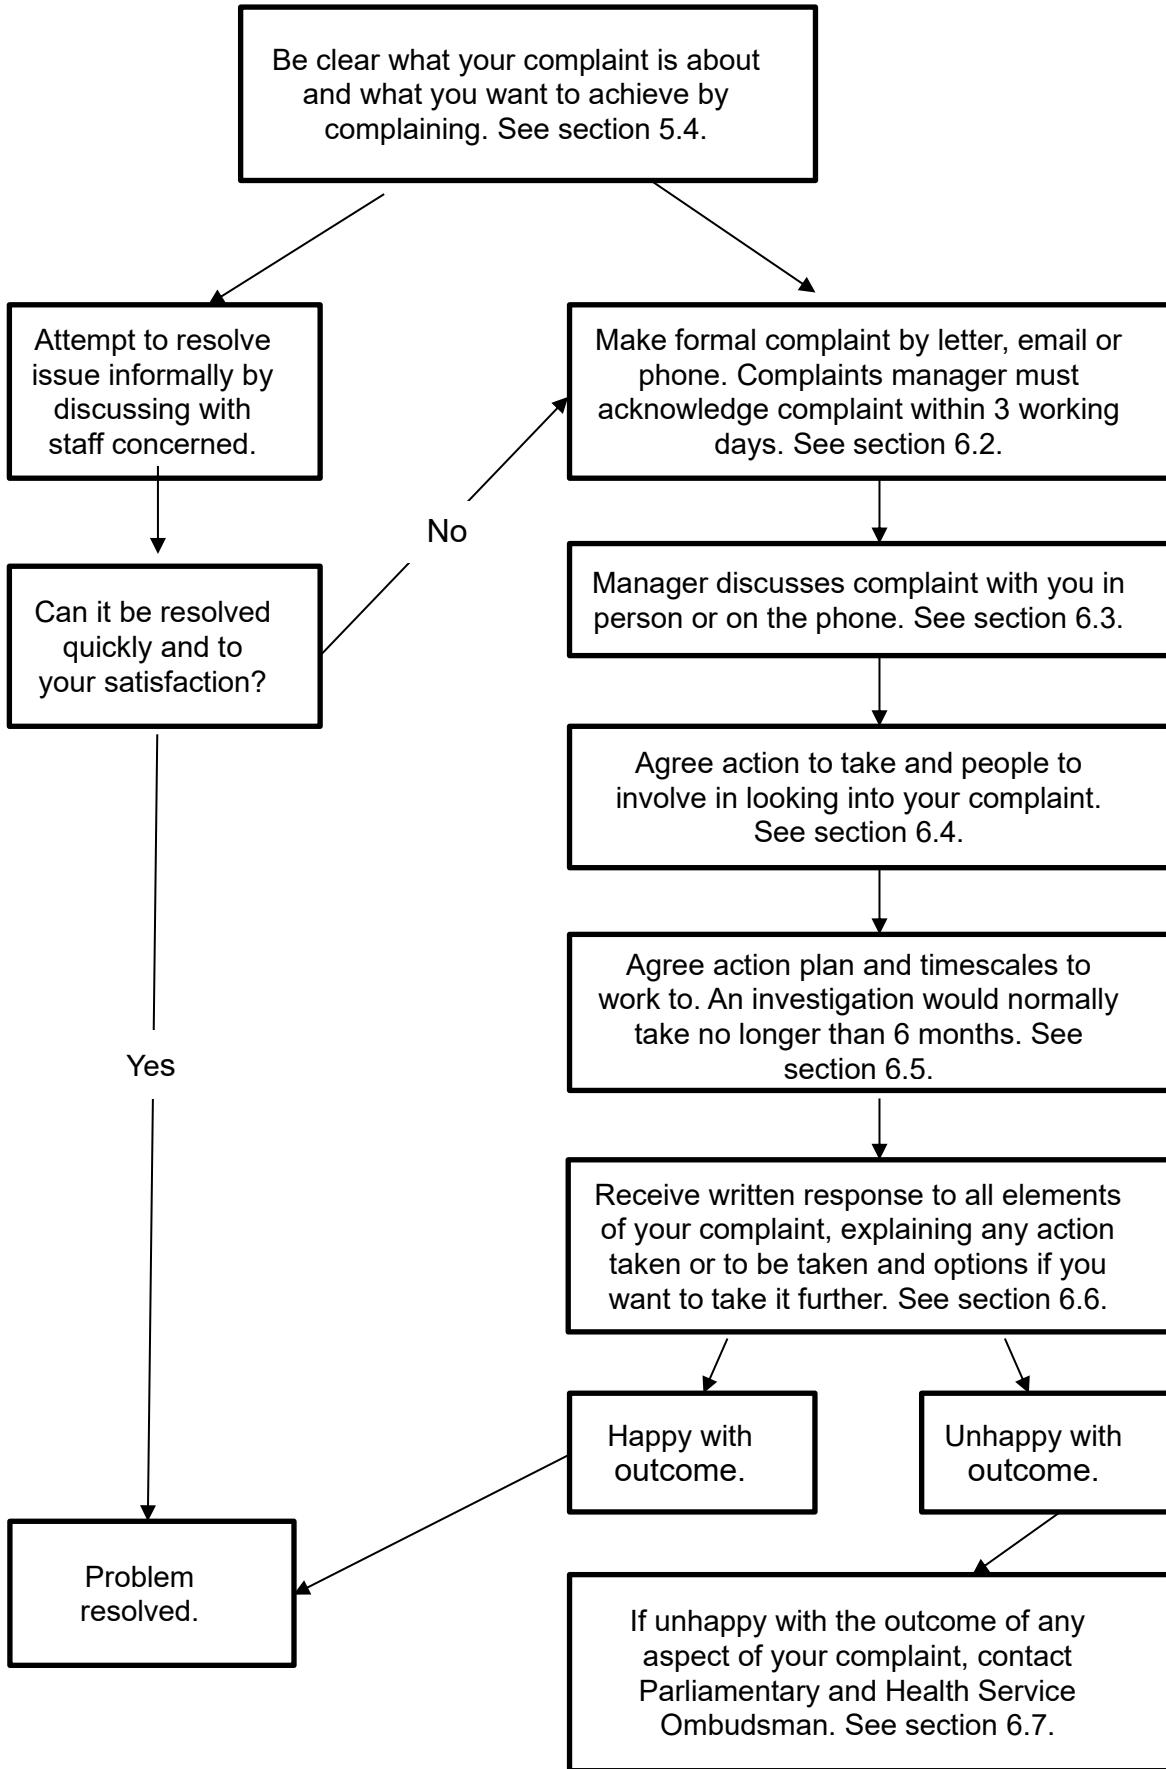 Be clear what your complaint is about
and what you want to achieve by
complaining. See section 5.4.
Attempt to resolve
issue informally by
discussing with
staff concerned.
Make formal complaint by letter, email or
phone. Complaints manager must
acknowledge complaint within 3 working
days. See section 6.2.
No
Can it be resolved
quickly and to
your satisfaction?
Manager discusses complaint with you in
person or on the phone. See section 6.3.
Agree action to take and people to
involve in looking into your complaint.
See section 6.4.
Agree action plan and timescales to
work to. An investigation would normally
take no longer than 6 months. See
section 6.5.
Yes
Receive written response to all elements
of your complaint, explaining any action
taken or to be taken and options if you
want to take it further. See section 6.6.
Happy with
outcome.
Unhappy with
outcome.
Problem
resolved.
If unhappy with the outcome of any
aspect of your complaint, contact
Parliamentary and Health Service
Ombudsman. See section 6.7.